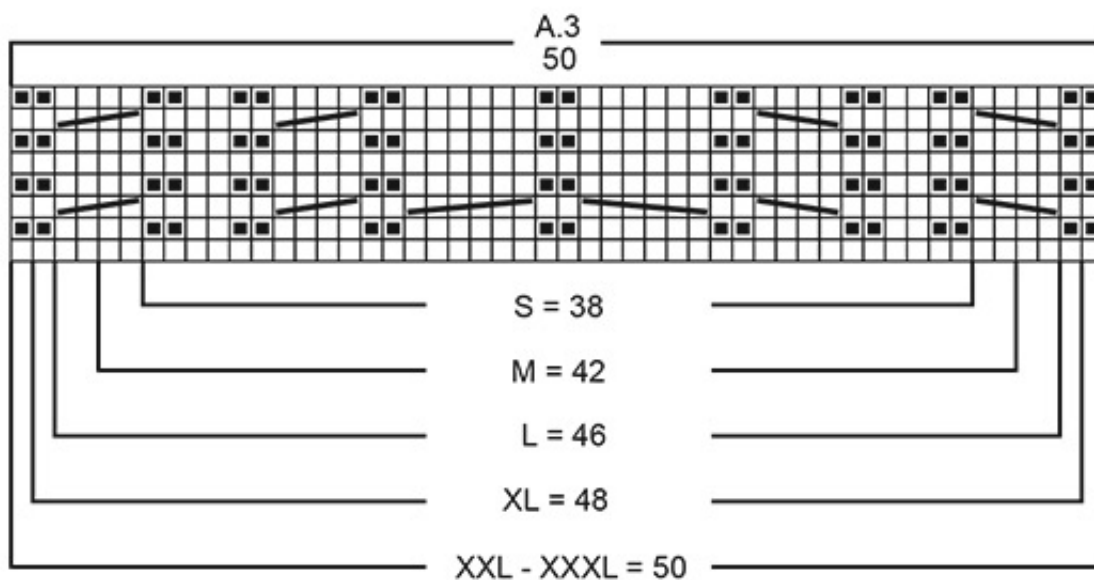 A.3
50
S = 38
M = 42
L = 46
XL = 48
XXL - XXXL = 50